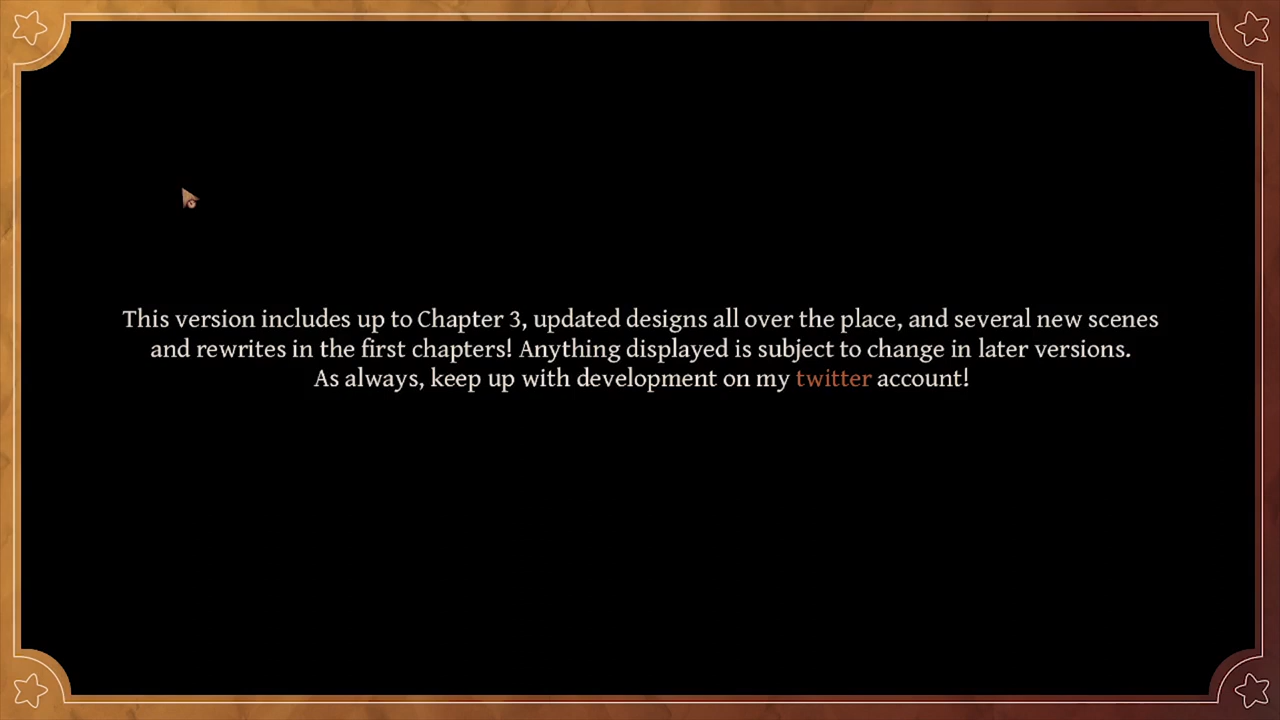 This version includes up to Chapter 3, updated designs all over the place, and several new scenes
and rewrites in the first chapters! Anything displayed is subject to change in later versions.
As always, keep up with development on my twitter account!